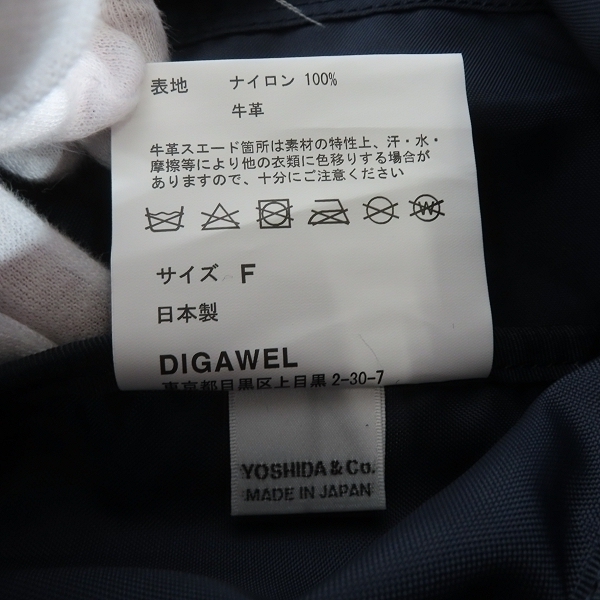 表地 ナイロン 100%
牛革
牛革スエード箇所は素材の特性上、汗・水・
摩擦等により他の衣類に色移りする場合が
ありますので、十分にご注意ください
サイズ F
日本製
DIGAWEL
東京都目黒区上目黒 2-30-7
YOSHIDA & Co.
MADE IN JAPAN